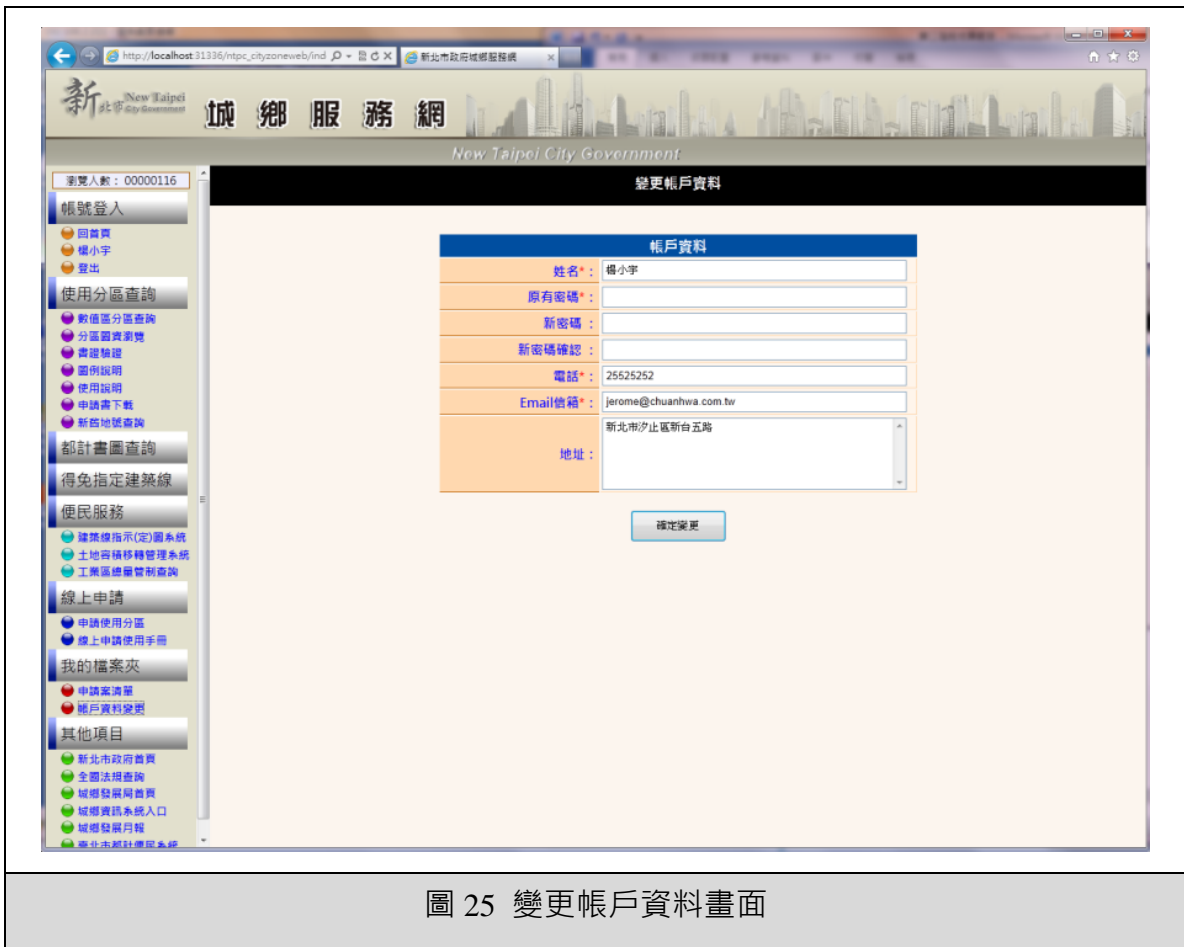 http://localhost:31336/ntpc_cityzoneweb/ind
新北市政府城鄉服務網
新北市 New Taipei City Government
城鄉服務網
New Taipei City Government
瀏覽人數：00000116
變更帳戶資料
帳號登入
回首頁
楊小宇
登出
使用分區查詢
數值區分區查詢
分區圖資瀏覽
書證驗證
圖例說明
使用說明
申請書下載
新舊地號查詢
都計書圖查詢
得免指定建築線
便民服務
建築線指示(定)圖系統
土地容積移轉管理系統
工業區總量管制查詢
線上申請
申請使用分區
線上申請使用手冊
我的檔案夾
申請案清單
帳戶資料變更
其他項目
新北市政府首頁
全國法規查詢
城鄉發展局首頁
城鄉資訊系統入口
城鄉發展月報
臺北市都計便民系統
帳戶資料
姓名*： 楊小宇
原有密碼*：
新密碼：
新密碼確認：
電話*： 25525252
Email信箱*： jerome@chuanhwa.com.tw
地址： 新北市汐止區新台五路
確定變更
圖 25 變更帳戶資料畫面